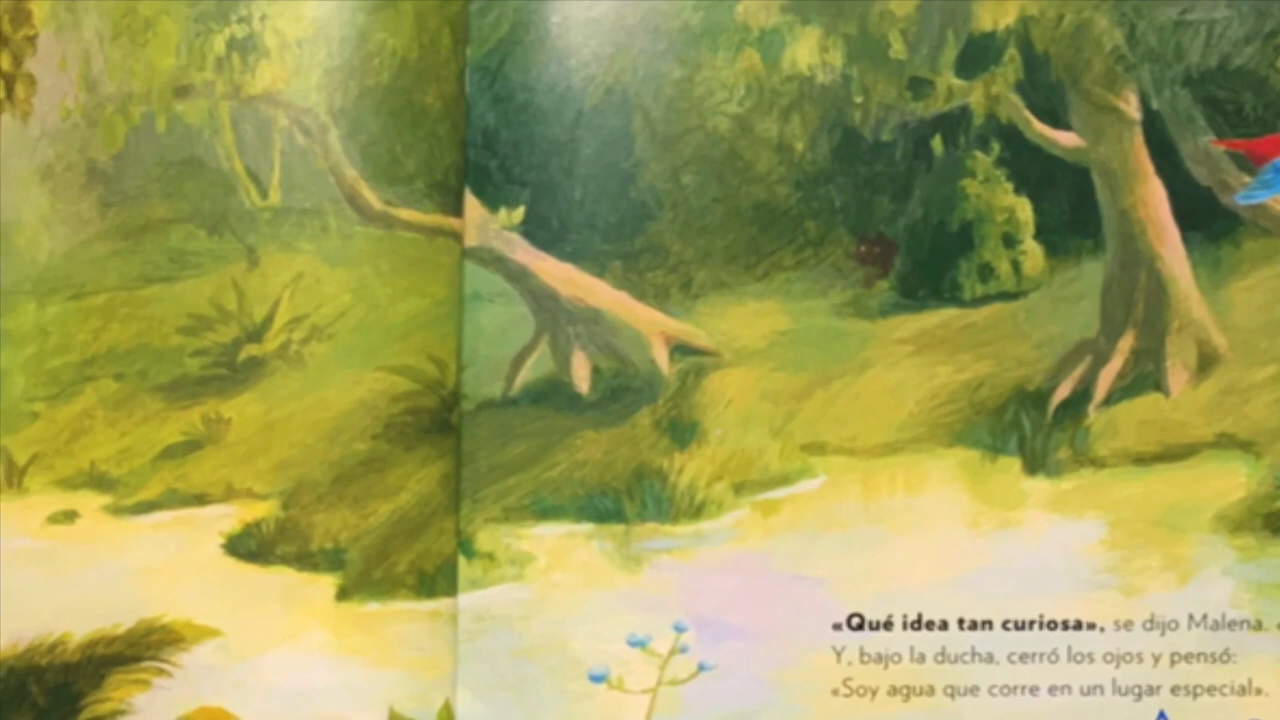 «Qué idea tan curiosa», se dijo Malena. «
Y, bajo la ducha, cerró los ojos y pensó:
«Soy agua que corre en un lugar especial».